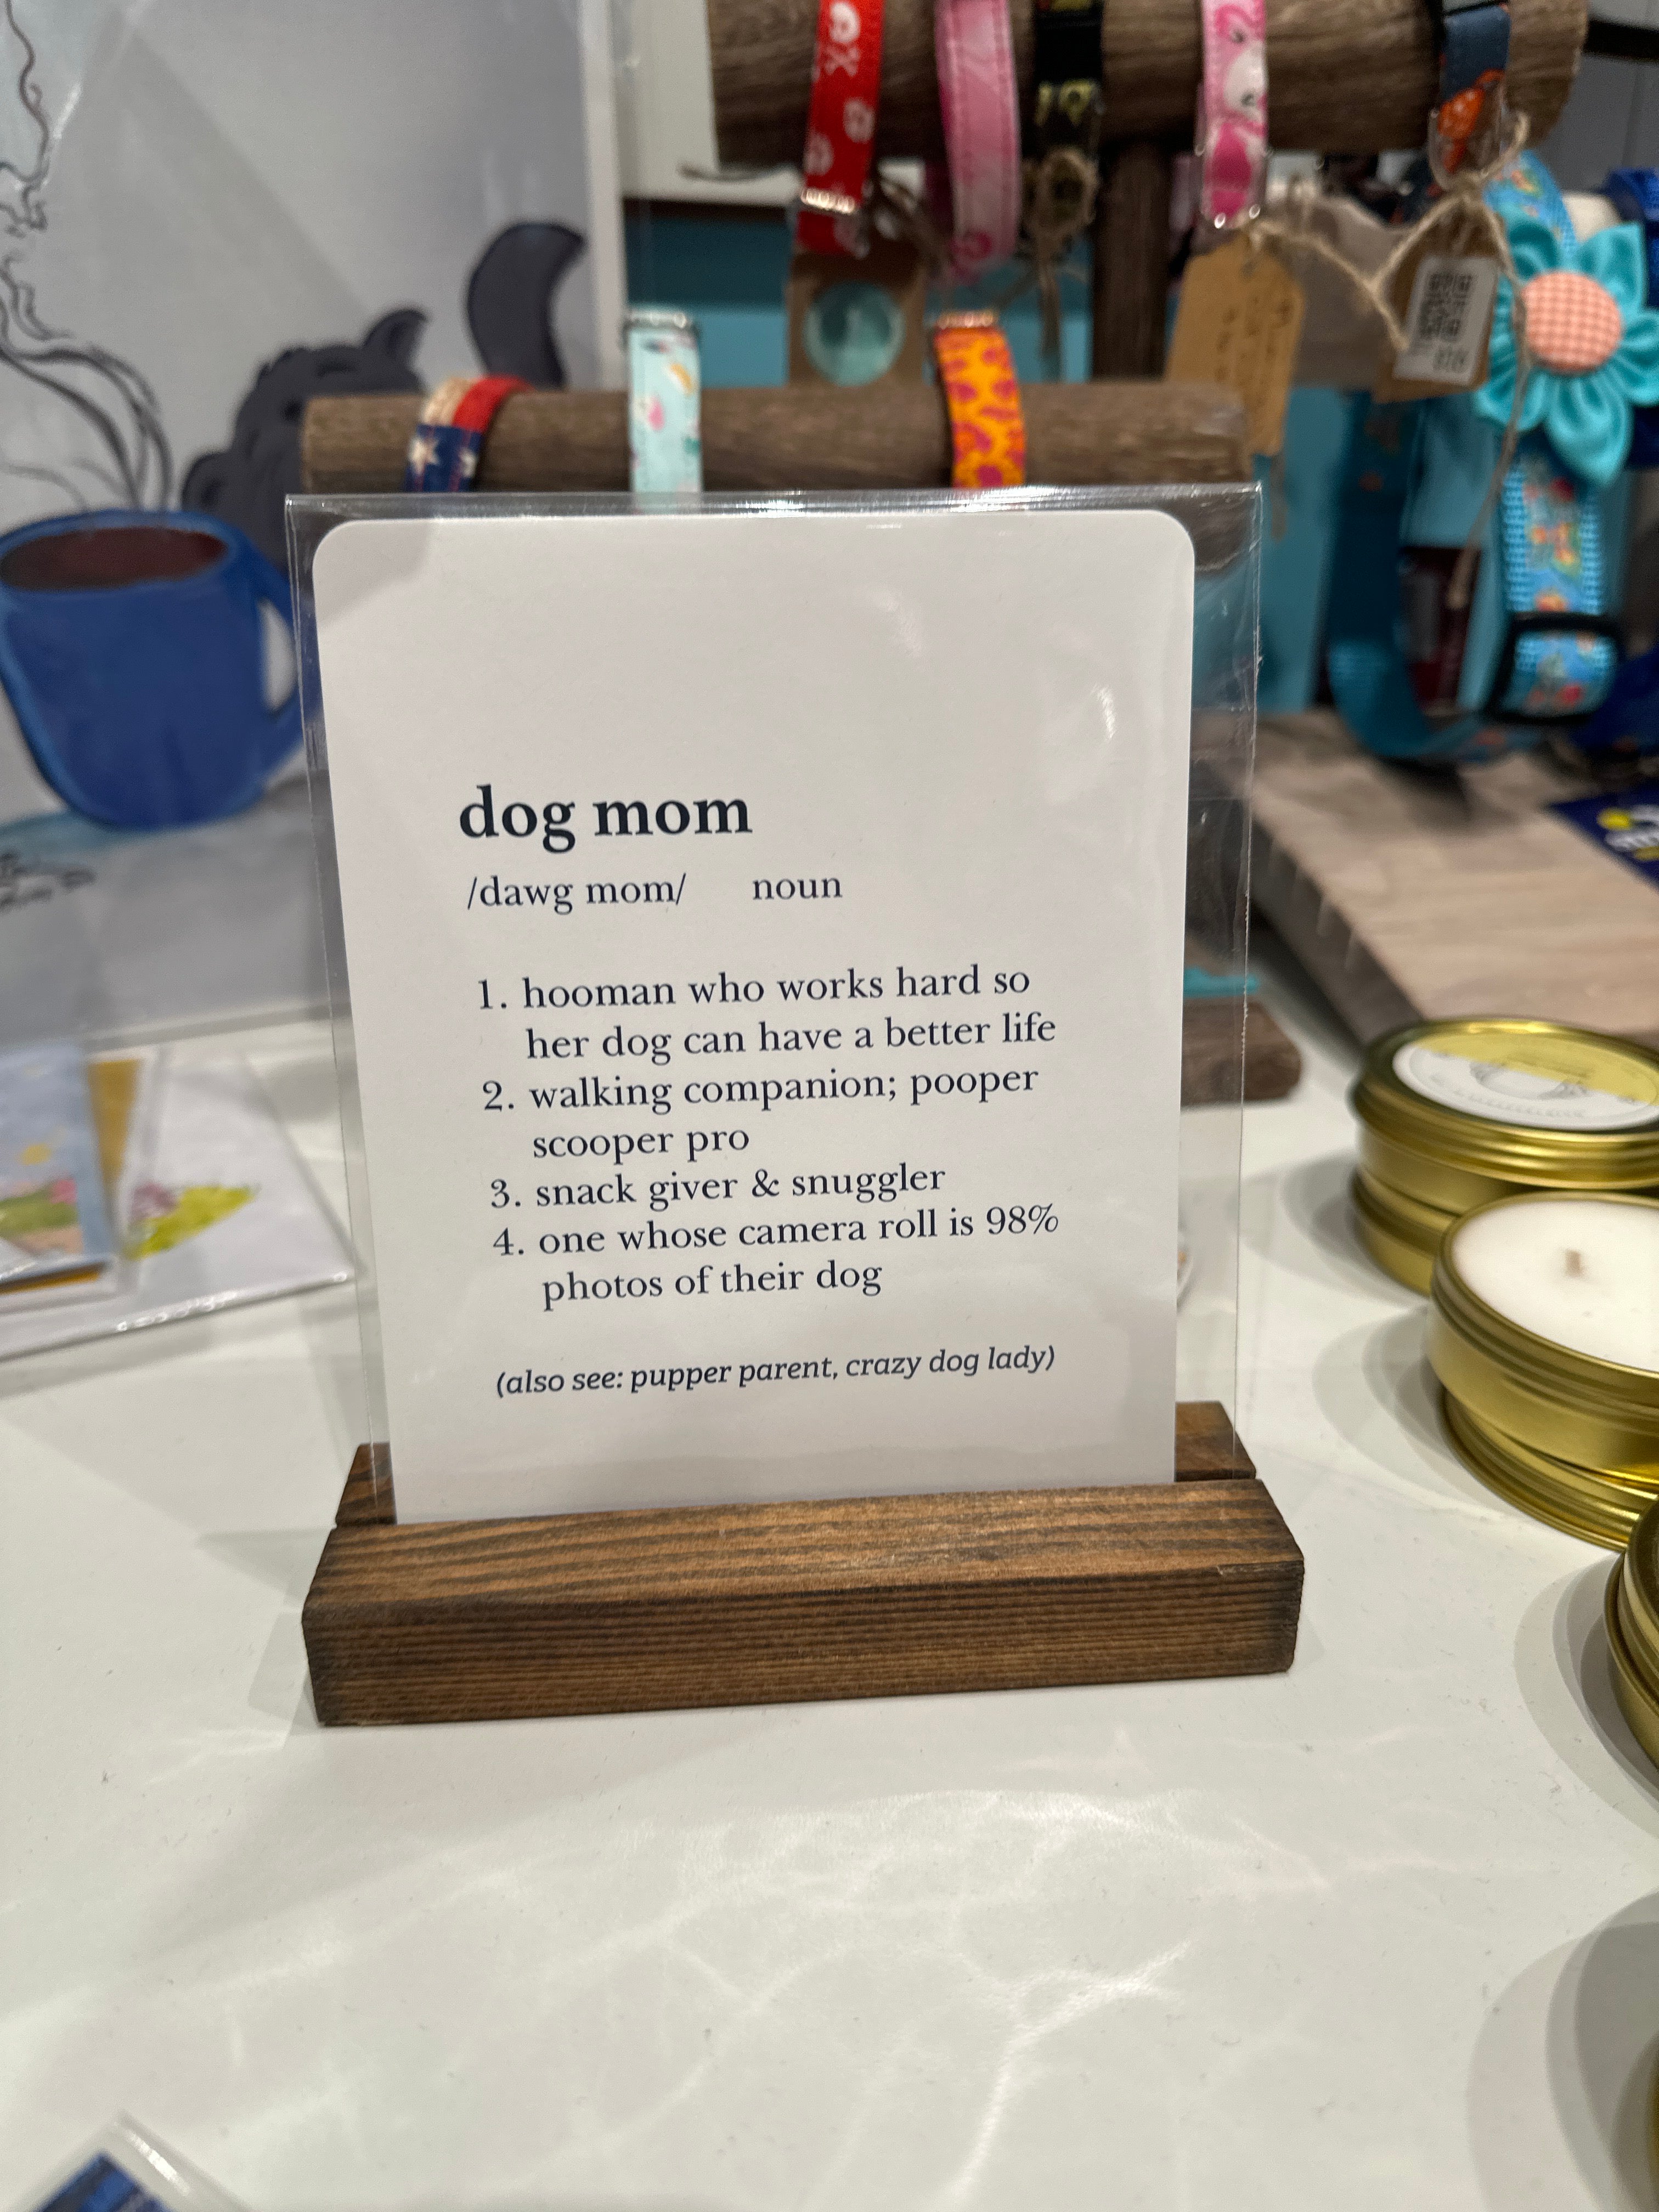 dog mom
/dawg mom/ noun
1. hooman who works hard so
her dog can have a better life
2. walking companion; pooper
scooper pro
3. snack giver & snuggler
4. one whose camera roll is 98%
photos of their dog
(also see: pupper parent, crazy dog lady)